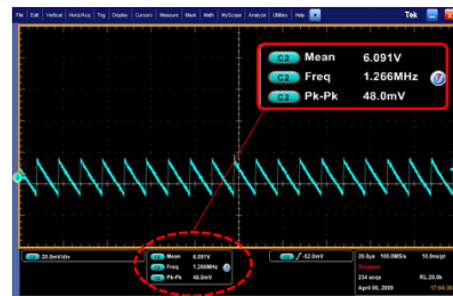 File Edit Vertical Horiz/Acq Trig Display Cursors Measure Mask Math MyScope Analyze Utilities Help Tek
C2 Mean 6.091V
C2 Freq 1.266MHz
C2 Pk-Pk 48.0mV
C2 20.0mV/div
C2 Mean 6.091V
C2 Freq 1.266MHz
C2 Pk-Pk 48.0mV
C2 -52.0mV
20.0µs 100.0MS/s 10.0ns/pt
Stopped
234 acqs RL:20.0k
April 06, 2009 17:04:36